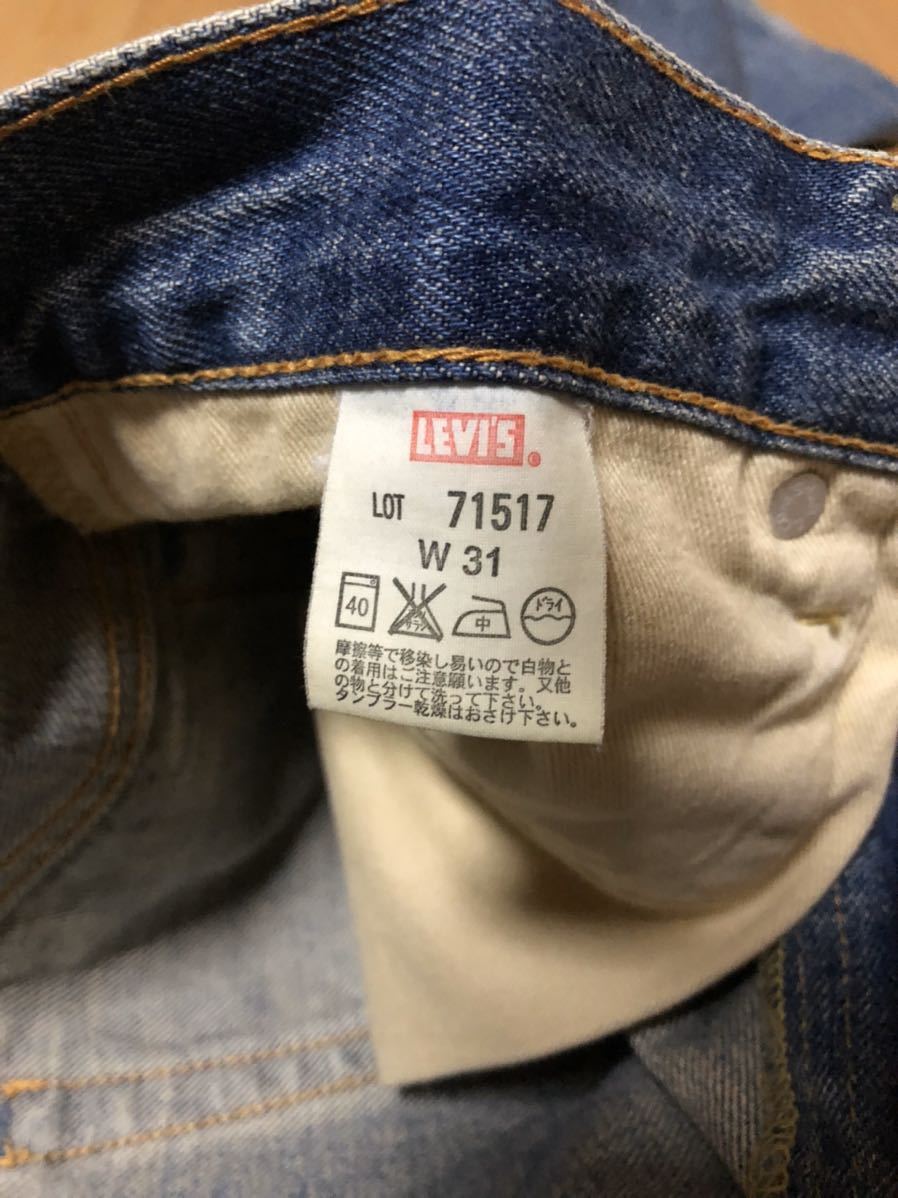 LEVI'S
LOT 71517
W 31
40 中 ドライ
摩擦等で移染し易いので白物と
の着用はご注意願います。又他
の物と分けて洗って下さい。
タンブラー乾燥はおさけ下さい。